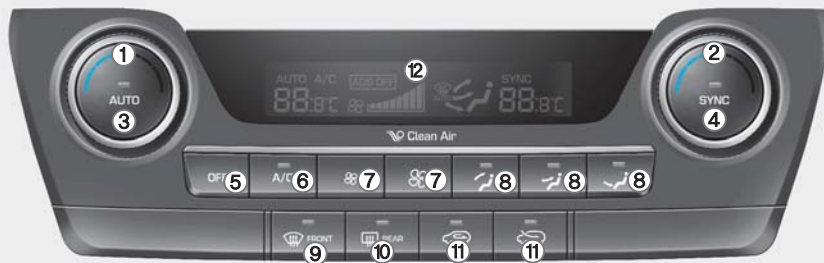 ① ②
AUTO A/C ADS OFF ⑫ SYNC
88.8℃ 88.8℃
AUTO SYNC
③ ④
Clean Air
OFF ⑤ A/C ⑥ ⑦ ⑦ ⑧ ⑧ ⑧
FRONT REAR
⑨ ⑩ ⑪ ⑪